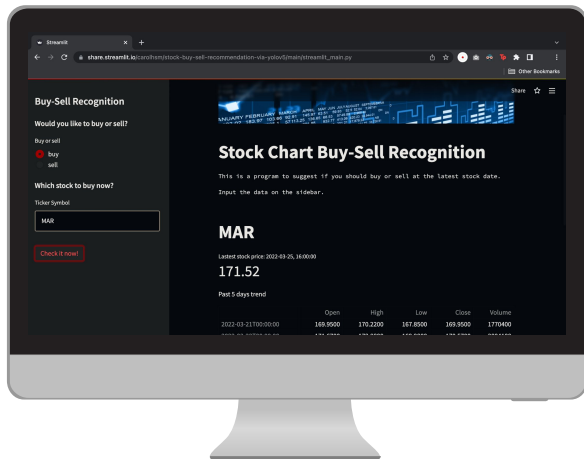 Streamlit
share.streamlit.io/carolhsm/stock-buy-sell-recommendation-via-yolov5/main/streamlit_main.py
Other Bookmarks
Share
Buy-Sell Recognition
Would you like to buy or sell?
Buy or sell
buy
sell
Which stock to buy now?
Ticker Symbol
MAR
Check it now!
Stock Chart Buy-Sell Recognition
This is a program to suggest if you should buy or sell at the latest stock date.
Input the data on the sidebar.
MAR
Lastest stock price: 2022-03-25, 16:00:00
171.52
Past 5 days trend
Open High Low Close Volume
2022-03-21T00:00:00 169.9500 170.2200 167.8500 169.9500 1770400